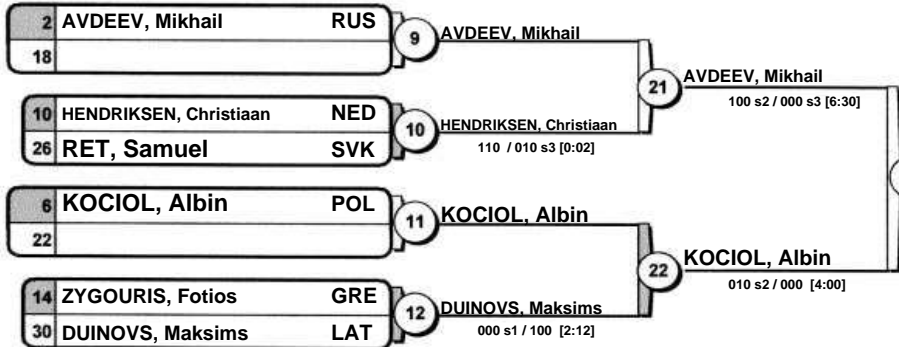 2 AVDEEV, Mikhail RUS
18
9
AVDEEV, Mikhail
10 HENDRIKSEN, Christiaan NED
26 RET, Samuel SVK
10
HENDRIKSEN, Christiaan
110 / 010 s3 [0:02]
21
AVDEEV, Mikhail
100 s2 / 000 s3 [6:30]
6 KOCIOL, Albin POL
22
11
KOCIOL, Albin
14 ZYGOURIS, Fotios GRE
30 DUINOVS, Maksims LAT
12
DUINOVS, Maksims
000 s1 / 100 [2:12]
22
KOCIOL, Albin
010 s2 / 000 [4:00]